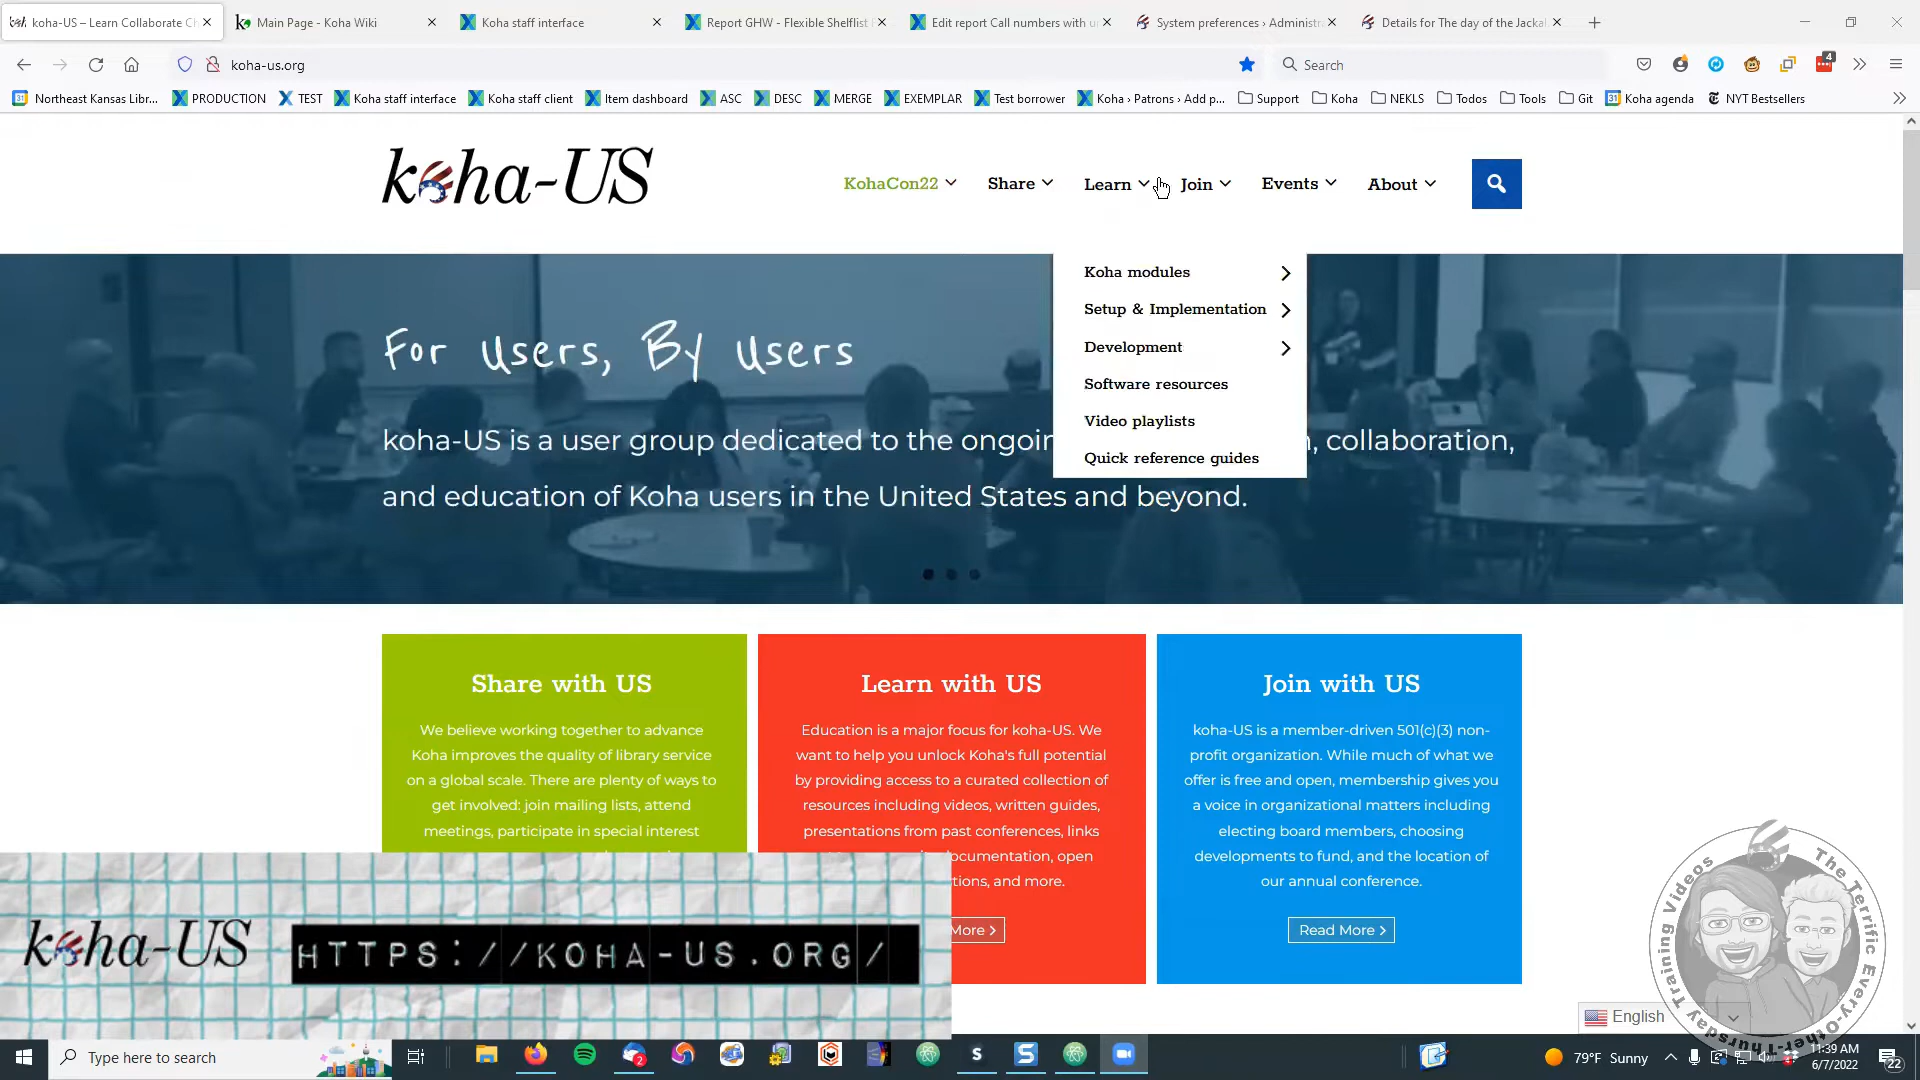 koha-US – Learn Collaborate C
Main Page - Koha Wiki
Koha staff interface
Report GHW - Flexible Shelflist
Edit report Call numbers with u
System preferences › Administra
Details for The day of the Jackal
koha-us.org
Search
4
Northeast Kansas Libr...
PRODUCTION
TEST
Koha staff interface
Koha staff client
Item dashboard
ASC
DESC
MERGE
EXEMPLAR
Test borrower
Koha › Patrons › Add p...
Support
Koha
NEKLS
Todos
Tools
Git
Koha agenda
NYT Bestsellers
koha-US
KohaCon22
Share
Learn
Join
Events
About
Koha modules
Setup & Implementation
Development
Software resources
Video playlists
Quick reference guides
For Users, By Users
koha-US is a user group dedicated to the ongoin
, collaboration,
and education of Koha users in the United States and beyond.
Share with US
We believe working together to advance
Koha improves the quality of library service
on a global scale. There are plenty of ways to
get involved: join mailing lists, attend
meetings, participate in special interest
Learn with US
Education is a major focus for koha-US. We
want to help you unlock Koha's full potential
by providing access to a curated collection of
resources including videos, written guides,
presentations from past conferences, links
ocumentation, open
tions, and more.
More >
Join with US
koha-US is a member-driven 501(c)(3) non-
profit organization. While much of what we
offer is free and open, membership gives you
a voice in organizational matters including
electing board members, choosing
developments to fund, and the location of
our annual conference.
Read More >
koha-US
HTTPS://KOHA-US.ORG/
The Terrific Every-Other-Thursday Training Videos
English
Type here to search
2
79°F Sunny
11:39 AM
6/7/2022
22